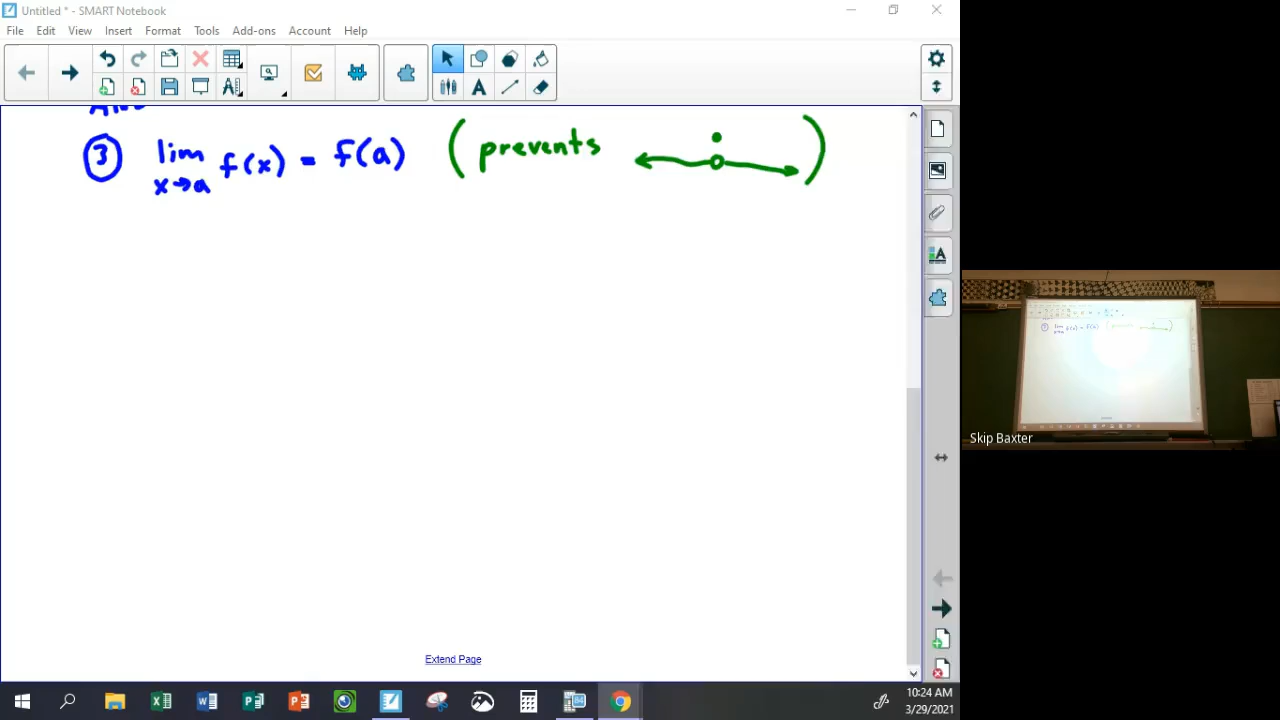 Untitled * - SMART Notebook
File Edit View Insert Format Tools Add-ons Account Help
③ lim x→a f(x) = f(a) (prevents )
Extend Page
Skip Baxter
10:24 AM
3/29/2021